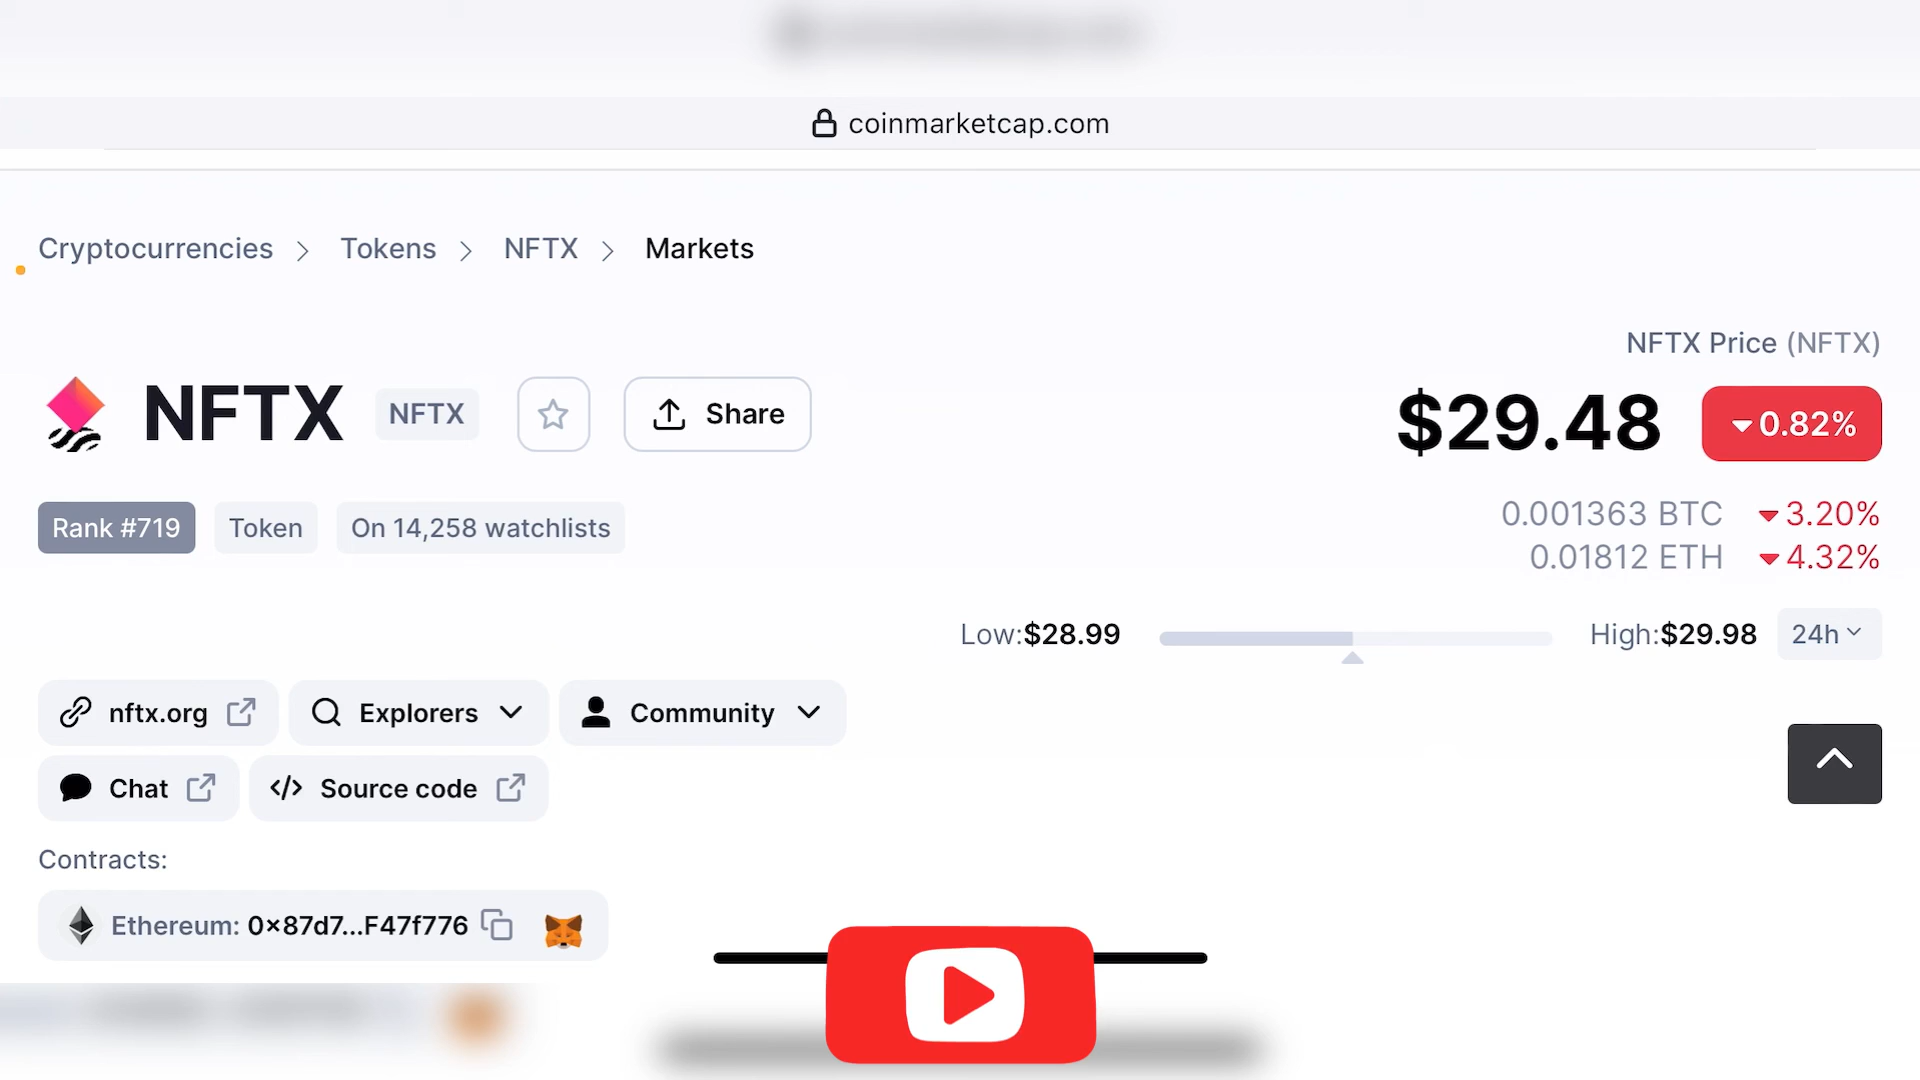 coinmarketcap.com
Cryptocurrencies > Tokens > NFTX > Markets
NFTX Price (NFTX)
NFTX NFTX Share
$29.48 0.82%
Rank #719 Token On 14,258 watchlists
0.001363 BTC 3.20%
0.01812 ETH 4.32%
Low:$28.99 High:$29.98 24h
nftx.org Explorers Community
Chat </> Source code
Contracts:
Ethereum: 0×87d7...F47f776